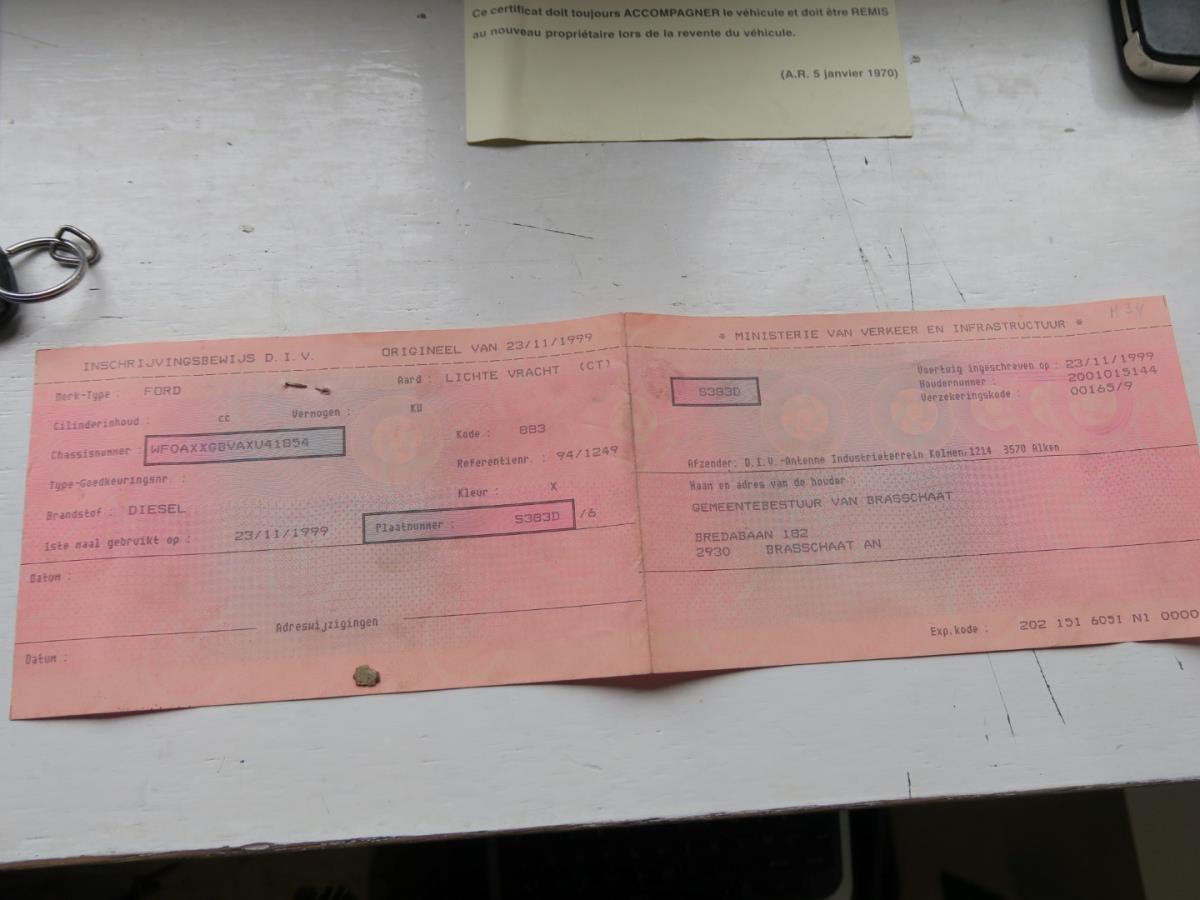 Ce certificat doit toujours ACCOMPAGNER le véhicule et doit être REMIS
au nouveau propriétaire lors de la revente du véhicule.
(A.R. 5 janvier 1970)
INSCHRIJVINGSBEWIJS D.I.V. ORIGINEEL VAN 23/11/1999
Merk-Type : FORD Aard : LICHTE VRACHT (CT)
Cilinderinhoud : cc Vermogen : KW
Chassisnummer : WFOAXXGBVAXU41854 Kode : BB3
Type-Goedkeuringsnr. : Referentienr. : 94/1249
Kleur : X
Brandstof : DIESEL
1ste maal gebruikt op : 23/11/1999 Plaatnummer : S383D /6
Datum :
Adreswijzigingen
Datum :
* MINISTERIE VAN VERKEER EN INFRASTRUCTUUR *
M34
S383D
Voertuig ingeschreven op : 23/11/1999
Houdernummer : 2001015144
Verzekeringskode : 00165/9
Afzender: D.I.V.-Antenne Industrieterrein Kolmen,1214 3570 Alken
Naam en adres van de houder :
GEMEENTEBESTUUR VAN BRASSCHAAT
BREDABAAN 182
2930 BRASSCHAAT AN
Exp.kode : 202 151 6051 N1 0000